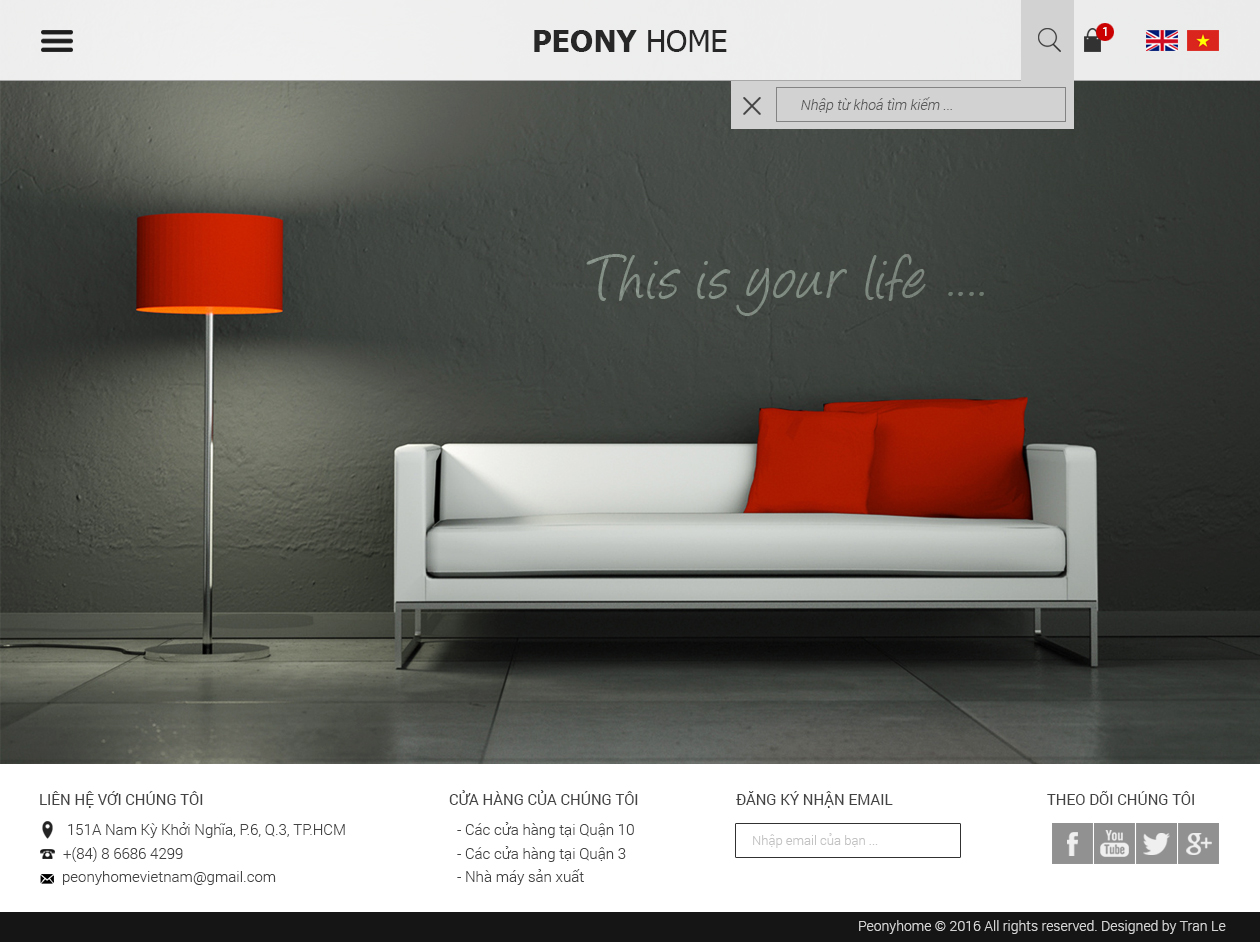 PEONY HOME
1
Nhập từ khoá tìm kiếm ...
This is your life ....
LIÊN HỆ VỚI CHÚNG TÔI
151A Nam Kỳ Khởi Nghĩa, P.6, Q.3, TP.HCM
+(84) 8 6686 4299
peonyhomevietnam@gmail.com
CỬA HÀNG CỦA CHÚNG TÔI
- Các cửa hàng tại Quận 10
- Các cửa hàng tại Quận 3
- Nhà máy sản xuất
ĐĂNG KÝ NHẬN EMAIL
Nhập email của bạn ...
THEO DÕI CHÚNG TÔI
f
You
Tube
g+
Peonyhome © 2016 All rights reserved. Designed by Tran Le